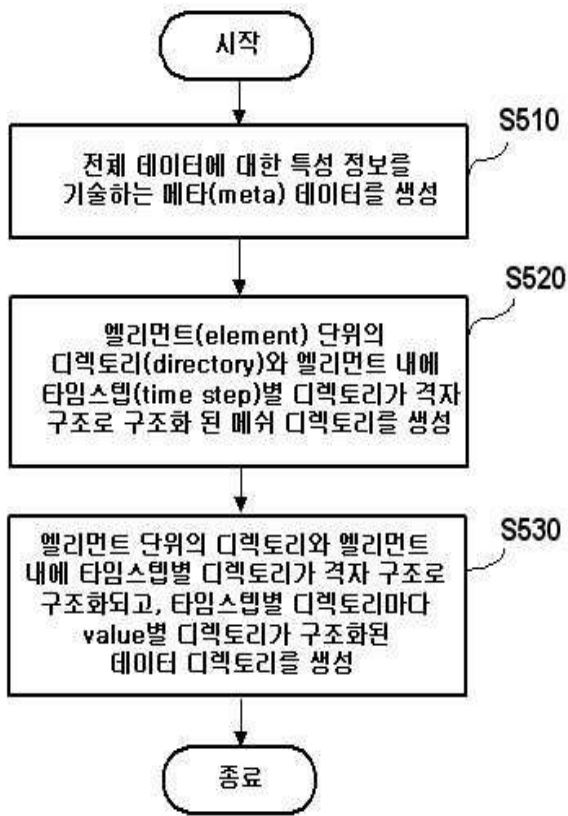 시작
S510
전체 데이터에 대한 특성 정보를
기술하는 메타(meta) 데이터를 생성
S520
엘리먼트(element) 단위의
디렉토리(directory)와 엘리먼트 내에
타임스텝(time step)별 디렉토리가 격자
구조로 구조화 된 메쉬 디렉토리를 생성
S530
엘리먼트 단위의 디렉토리와 엘리먼트
내에 타임스텝별 디렉토리가 격자 구조로
구조화되고, 타임스텝별 디렉토리마다
value별 디렉토리가 구조화된
데이터 디렉토리를 생성
종료